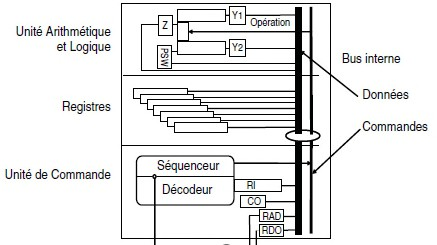 Unité Arithmétique
et Logique
Z
Y1
Opération
Y2
PSW
Bus interne
Registres
Données
Commandes
Unité de Commande
Séquenceur
Décodeur
RI
CO
RAD
RDO